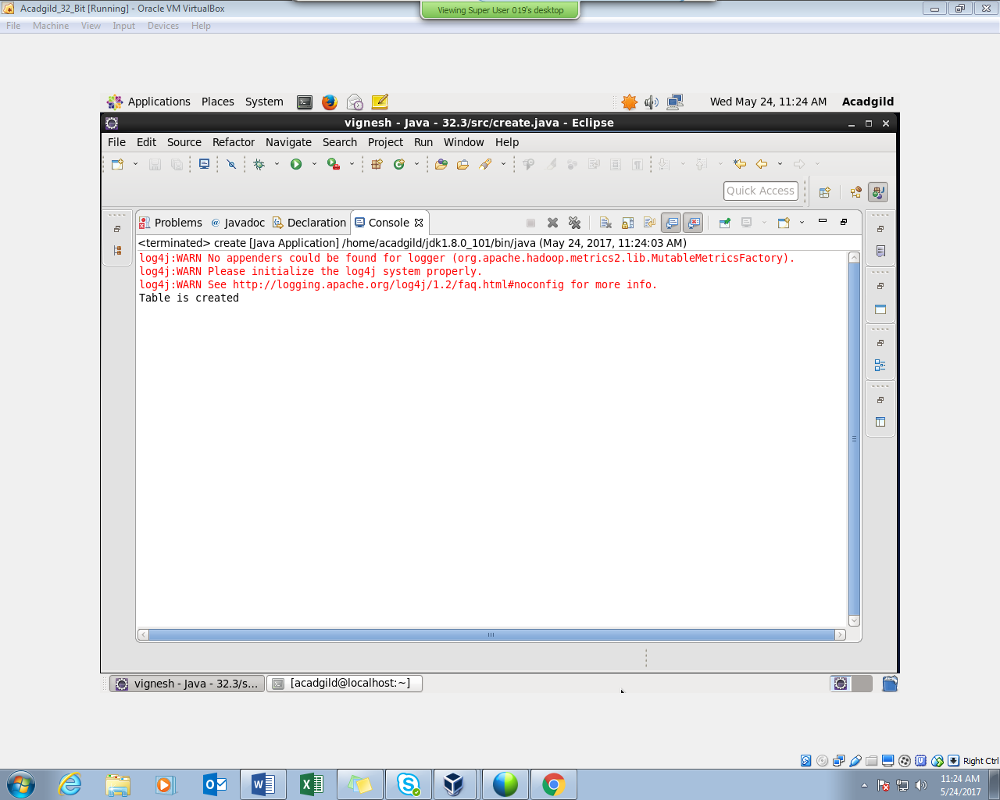 Acadgild_32_Bit [Running] - Oracle VM VirtualBox
Viewing Super User 019's desktop
File Machine View Input Devices Help
Applications Places System
Wed May 24, 11:24 AM Acadgild
vignesh - Java - 32.3/src/create.java - Eclipse
File Edit Source Refactor Navigate Search Project Run Window Help
Quick Access
Problems @ Javadoc Declaration Console
<terminated> create [Java Application] /home/acadgild/jdk1.8.0_101/bin/java (May 24, 2017, 11:24:03 AM)
log4j:WARN No appenders could be found for logger (org.apache.hadoop.metrics2.lib.MutableMetricsFactory).
log4j:WARN Please initialize the log4j system properly.
log4j:WARN See http://logging.apache.org/log4j/1.2/faq.html#noconfig for more info.
Table is created
vignesh - Java - 32.3/s...
[acadgild@localhost:~]
Right Ctrl
11:24 AM
5/24/2017